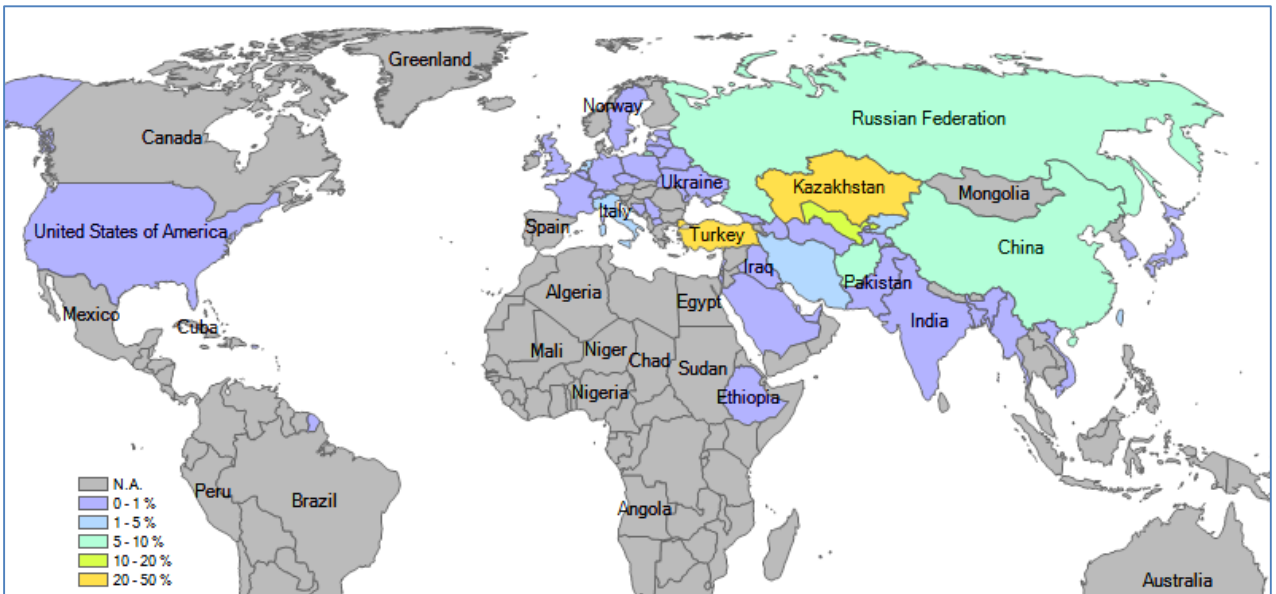 Greenland
Norway
Canada
Russian Federation
Ukraine
Kazakhstan
Mongolia
Italy
Spain
United States of America
Turkey
China
Iraq
Pakistan
Algeria
Egypt
Mexico
India
Cuba
Mali
Niger
Chad
Sudan
Nigeria
Ethiopia
Peru
Brazil
Angola
Australia
N.A.
0 - 1 %
1 - 5 %
5 - 10 %
10 - 20 %
20 - 50 %